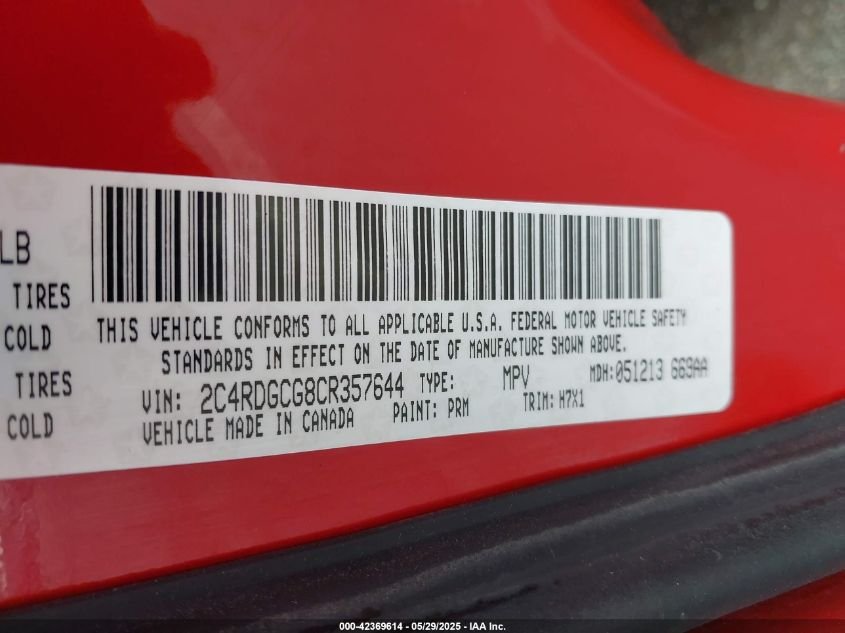 LB
TIRES
COLD
TIRES
COLD
THIS VEHICLE CONFORMS TO ALL APPLICABLE U.S.A. FEDERAL MOTOR VEHICLE SAFETY
STANDARDS IN EFFECT ON THE DATE OF MANUFACTURE SHOWN ABOVE.
VIN: 2C4RDGCG8CR357644 TYPE: MPV MDH:051213 669AA
VEHICLE MADE IN CANADA PAINT: PRM TRIM: H7X1
000-42369614 - 05/29/2025 - IAA Inc.